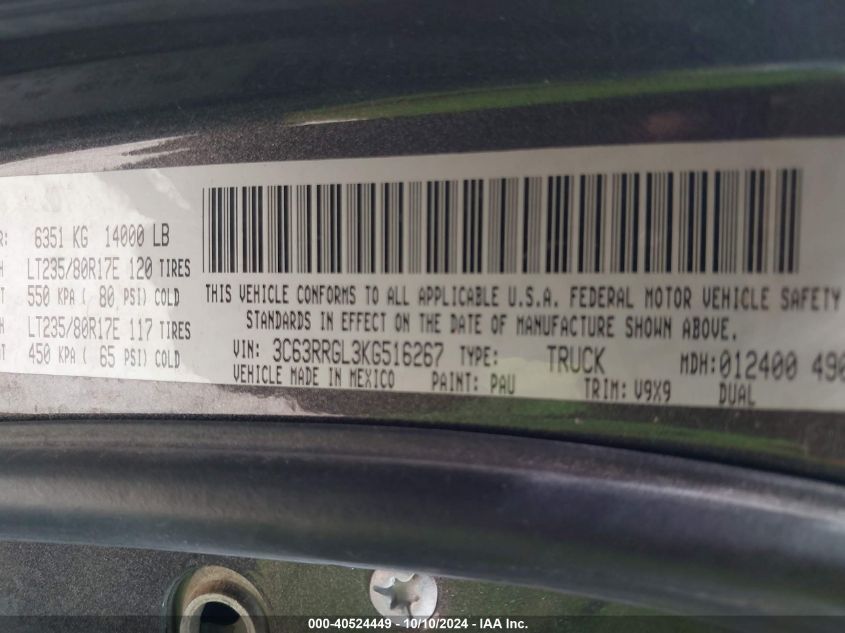 R: 6351 KG 14000 LB
H LT235/80R17E 120 TIRES
T 550 KPA ( 80 PSI) COLD
H LT235/80R17E 117 TIRES
T 450 KPA ( 65 PSI) COLD
THIS VEHICLE CONFORMS TO ALL APPLICABLE U.S.A. FEDERAL MOTOR VEHICLE SAFETY
STANDARDS IN EFFECT ON THE DATE OF MANUFACTURE SHOWN ABOVE.
VIN: 3C63RRGL3KG516267 TYPE: TRUCK MDH: 012400 490
VEHICLE MADE IN MEXICO PAINT: PAU TRIM: V9X9 DUAL
000-40524449 - 10/10/2024 - IAA Inc.